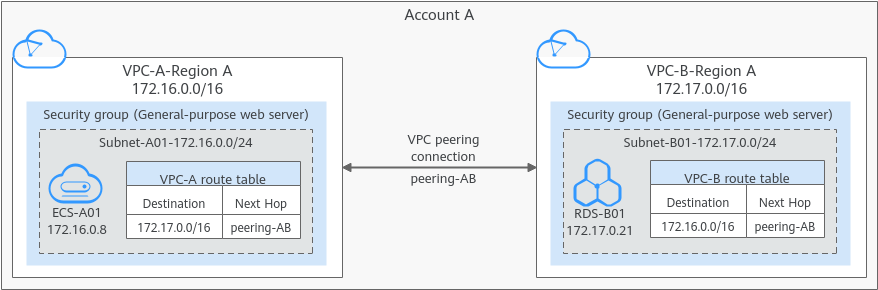 Account A
VPC-A-Region A
172.16.0.0/16
Security group (General-purpose web server)
Subnet-A01-172.16.0.0/24
VPC-A route table
Destination Next Hop
172.17.0.0/16 peering-AB
ECS-A01
172.16.0.8
VPC peering
connection
peering-AB
VPC-B-Region A
172.17.0.0/16
Security group (General-purpose web server)
Subnet-B01-172.17.0.0/24
VPC-B route table
Destination Next Hop
172.16.0.0/16 peering-AB
RDS-B01
172.17.0.21